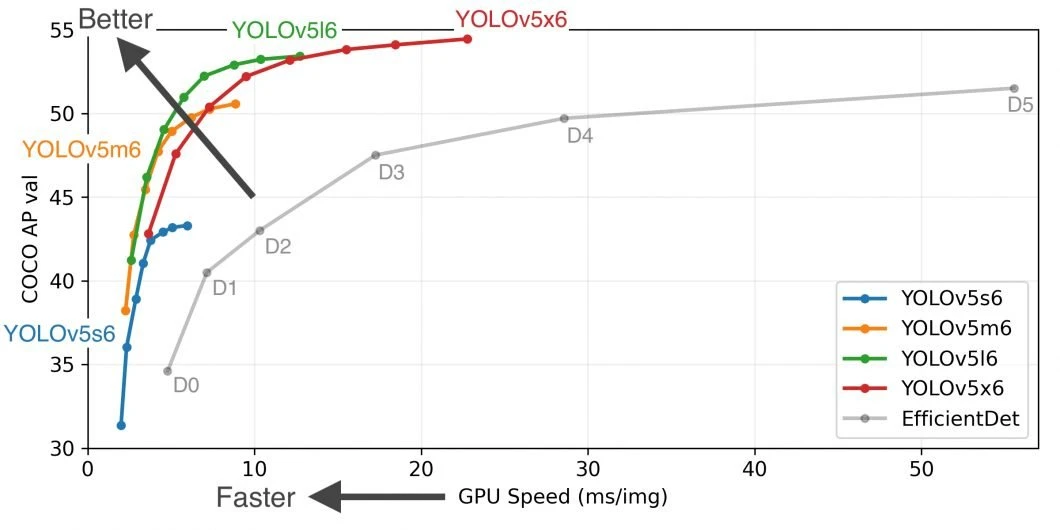 Better
YOLOv5l6
YOLOv5x6
55
50
YOLOv5m6
45
COCO AP val
40
YOLOv5s6
35
30
D5
D4
D3
D2
D1
D0
YOLOv5s6
YOLOv5m6
YOLOv5l6
YOLOv5x6
EfficientDet
0 10 20 30 40 50
Faster GPU Speed (ms/img)